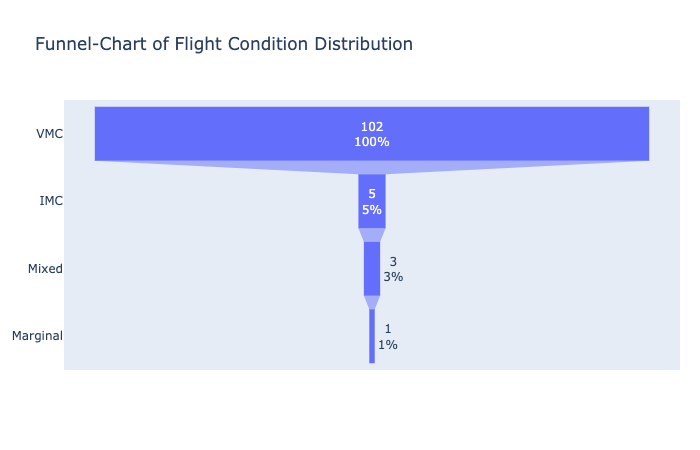 Funnel-Chart of Flight Condition Distribution
VMC
102
100%
IMC
5
5%
Mixed
3
3%
Marginal
1
1%